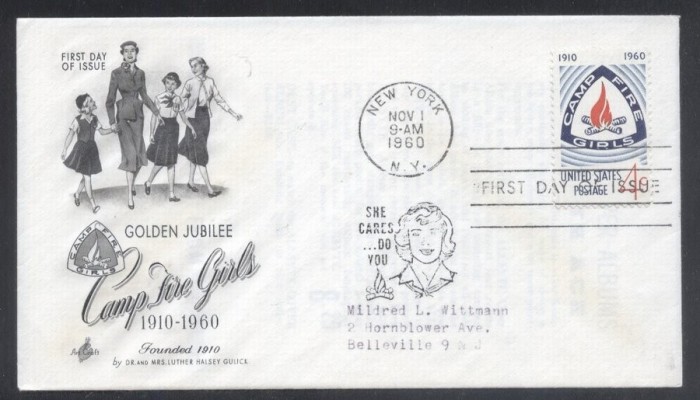 FIRST DAY
OF ISSUE
GOLDEN JUBILEE
CAMP FIRE
GIRLS
Camp Fire Girls
1910-1960
Art Craft
Founded 1910
by DR. AND MRS. LUTHER HALSEY GULICK
NEW YORK
NOV 1
9-AM
1960
N.Y.
1910 1960
CAMP FIRE
GIRLS
UNITED STATES
POSTAGE 4¢
FIRST DAY OF ISSUE
SHE
CARES
...DO
YOU
Mildred L. Wittmann
2 Hornblower Ave.
Belleville 9 N J